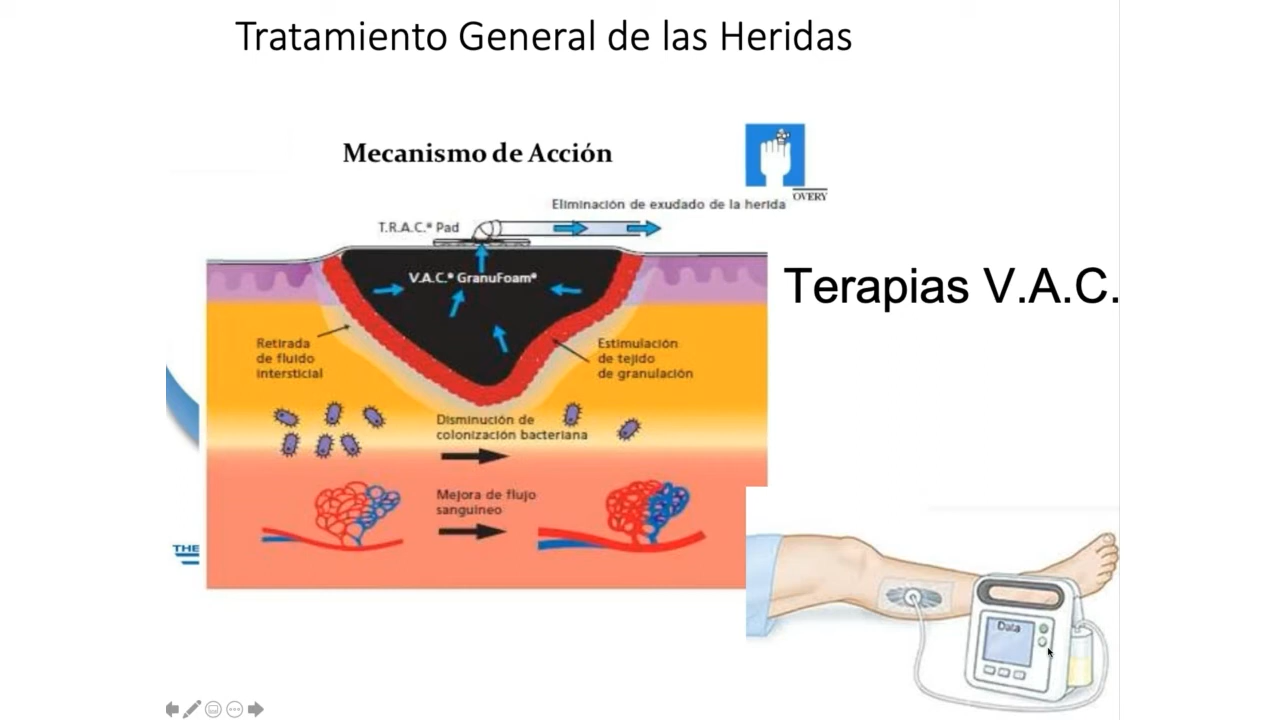 Tratamiento General de las Heridas
Mecanismo de Acción
OVERY
Eliminación de exudado de la herida
T.R.A.C.® Pad
V.A.C.® GranuFoam®
Terapias V.A.C.
Retirada
de fluido
intersticial
Estimulación
de tejido
de granulación
Disminución de
colonización bacteriana
Mejora de flujo
sanguíneo
THE
Data